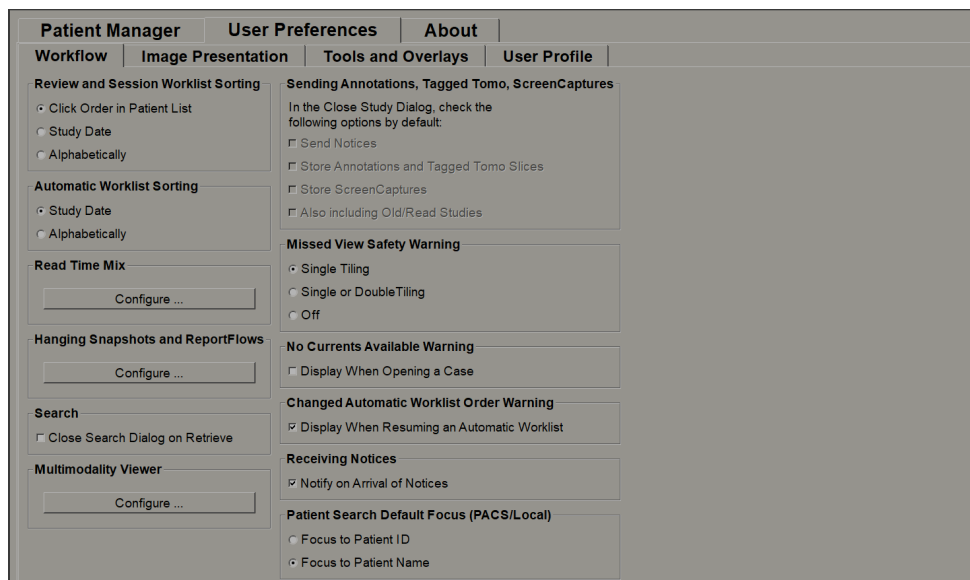 Patient Manager
User Preferences
About
Workflow
Image Presentation
Tools and Overlays
User Profile
Review and Session Worklist Sorting
Click Order in Patient List
Study Date
Alphabetically
Automatic Worklist Sorting
Study Date
Alphabetically
Read Time Mix
Configure ...
Hanging Snapshots and ReportFlows
Configure ...
Search
Close Search Dialog on Retrieve
Multimodality Viewer
Configure ...
Sending Annotations, Tagged Tomo, ScreenCaptures
In the Close Study Dialog, check the
following options by default:
Send Notices
Store Annotations and Tagged Tomo Slices
Store ScreenCaptures
Also including Old/Read Studies
Missed View Safety Warning
Single Tiling
Single or DoubleTiling
Off
No Currents Available Warning
Display When Opening a Case
Changed Automatic Worklist Order Warning
Display When Resuming an Automatic Worklist
Receiving Notices
Notify on Arrival of Notices
Patient Search Default Focus (PACS/Local)
Focus to Patient ID
Focus to Patient Name